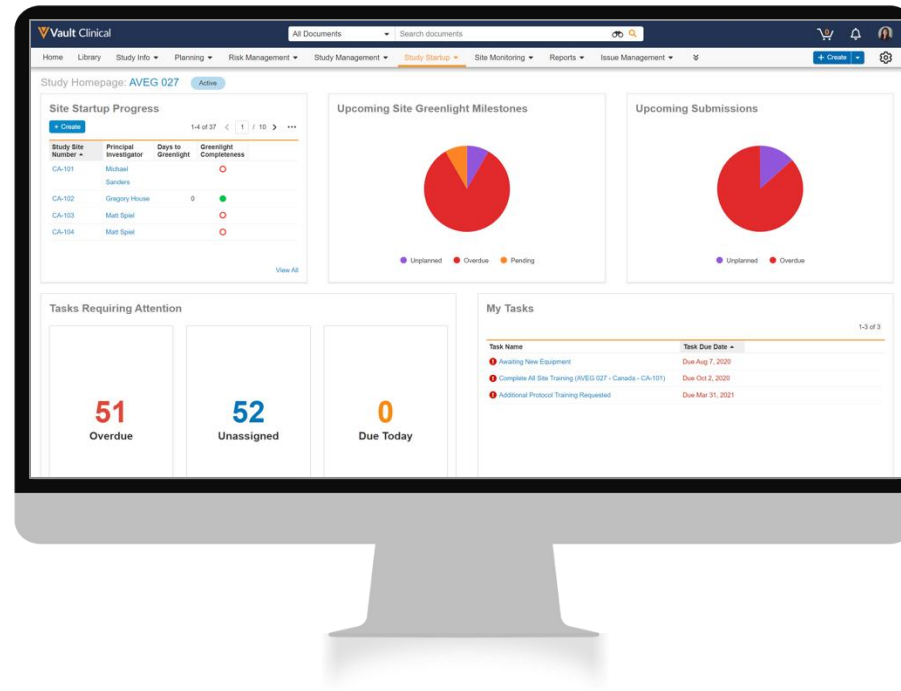 Vault Clinical
All Documents
Search documents
Home Library Study Info Planning Risk Management Study Management Study Startup Site Monitoring Reports Issue Management + Create
Study Homepage: AVEG 027 Active
Site Startup Progress
+ Create 1-4 of 37 1 / 10
Study Site Number Principal Investigator Days to Greenlight Greenlight Completeness
CA-101 Michael Sanders
CA-102 Gregory House 0
CA-103 Matt Spiel
CA-104 Matt Spiel
View All
Upcoming Site Greenlight Milestones
Unplanned Overdue Pending
Upcoming Submissions
Unplanned Overdue
Tasks Requiring Attention
51
Overdue
52
Unassigned
0
Due Today
My Tasks
1-3 of 3
Task Name Task Due Date
Awaiting New Equipment Due Aug 7, 2020
Complete All Site Training (AVEG 027 - Canada - CA-101) Due Oct 2, 2020
Additional Protocol Training Requested Due Mar 31, 2021